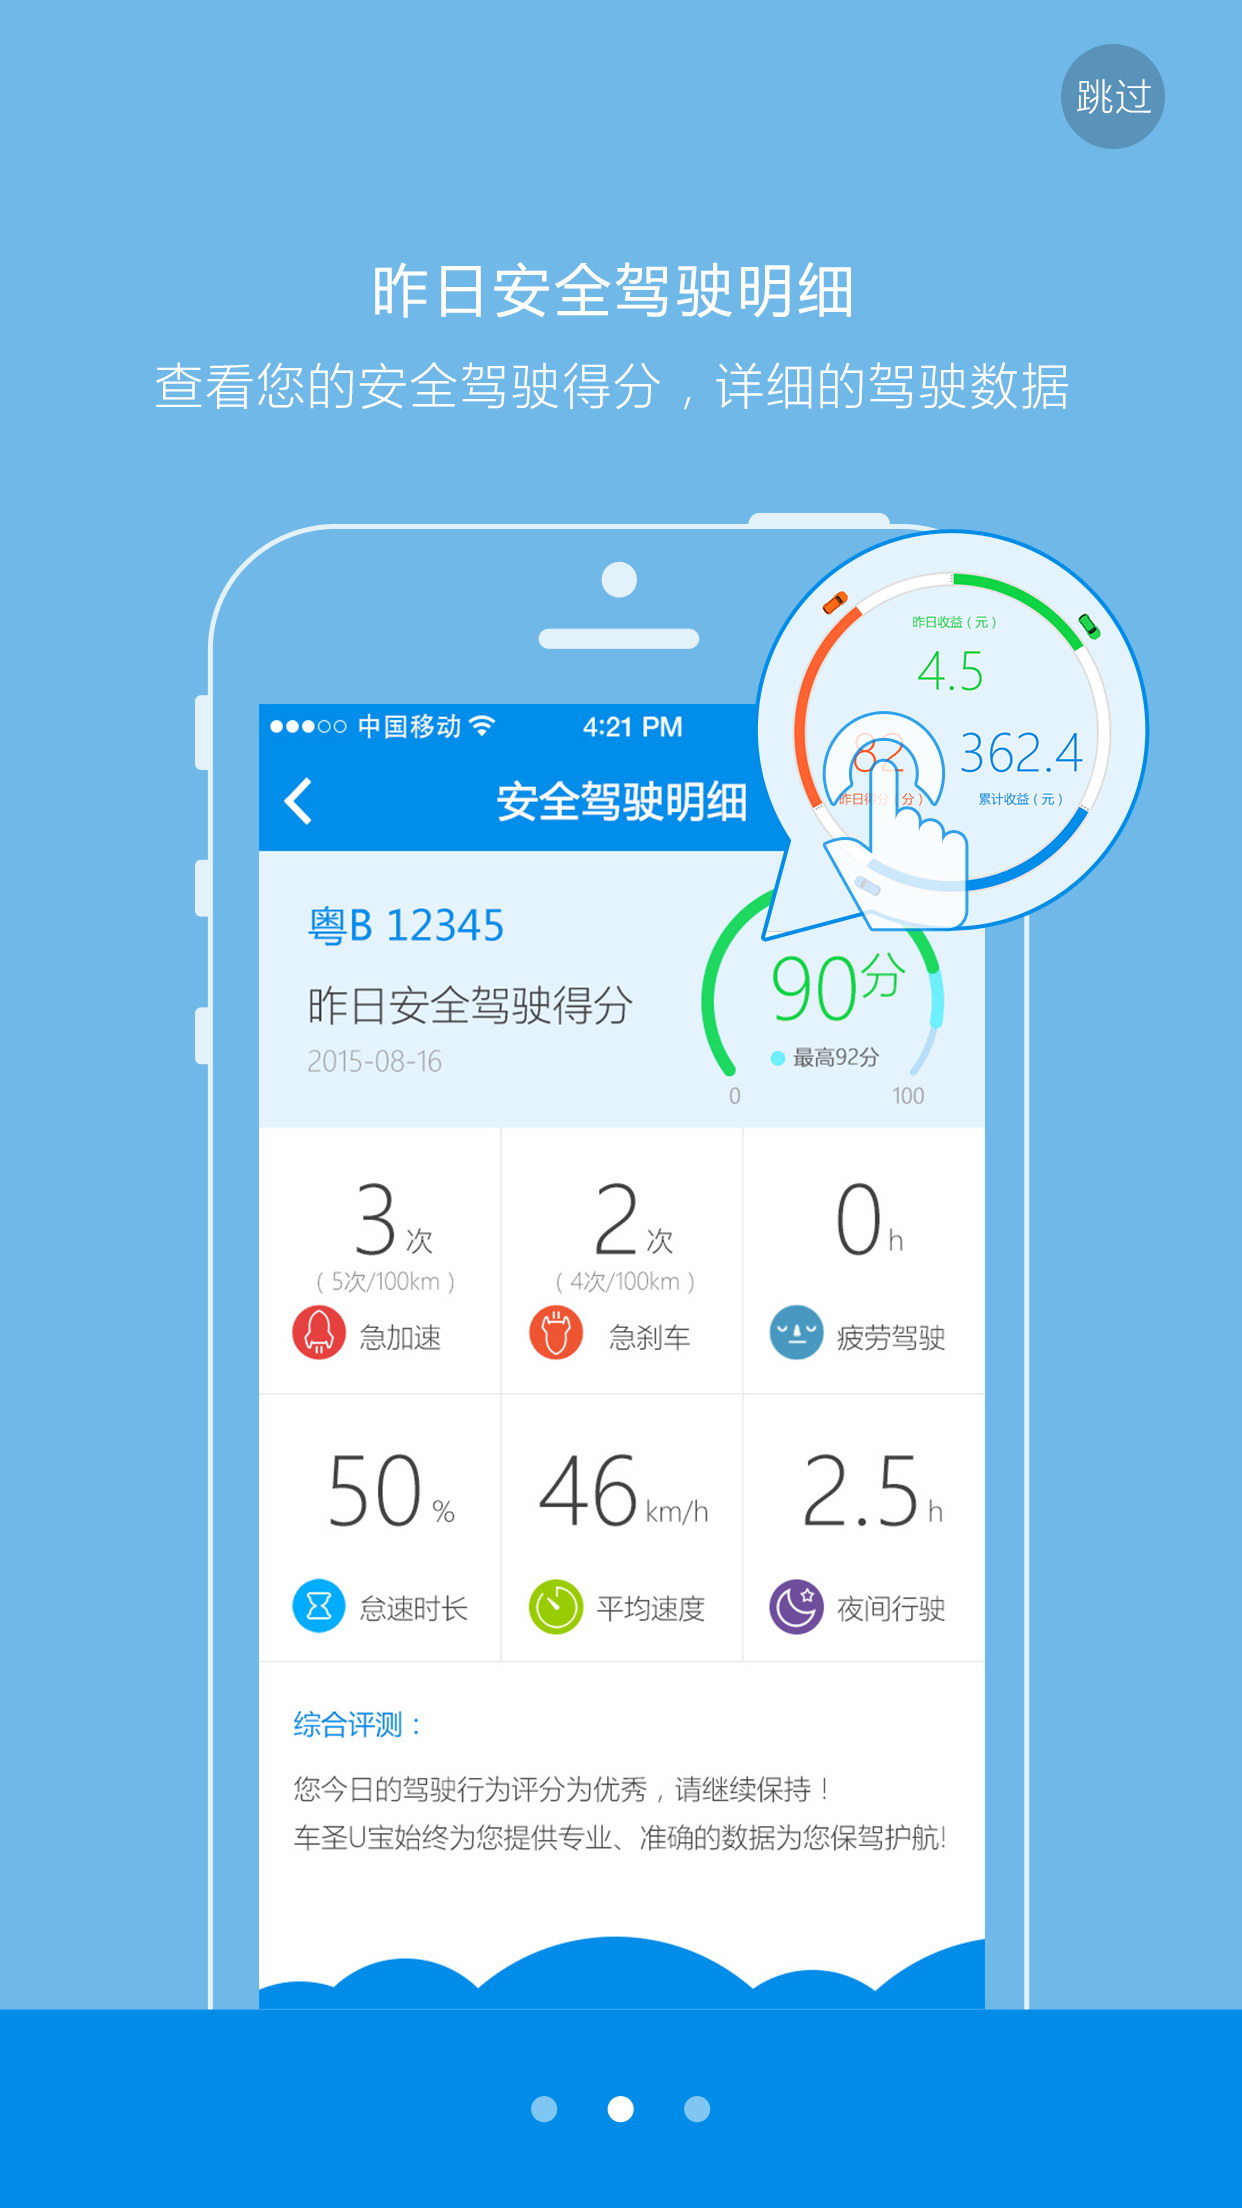 跳过
昨日安全驾驶明细
查看您的安全驾驶得分，详细的驾驶数据
中国移动
4:21 PM
安全驾驶明细
昨日收益（元）
4.5
82
昨日得分（分）
362.4
累计收益（元）
粤B 12345
昨日安全驾驶得分
2015-08-16
90分
最高92分
0
100
3次
（5次/100km）
急加速
2次
（4次/100km）
急刹车
0h
疲劳驾驶
50%
怠速时长
46km/h
平均速度
2.5h
夜间行驶
综合评测：
您今日的驾驶行为评分为优秀，请继续保持！
车圣U宝始终为您提供专业、准确的数据为您保驾护航!